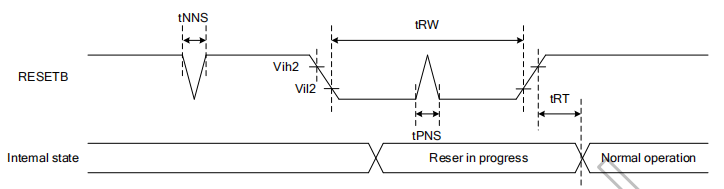 tNNS
tRW
RESETB
Vih2
Vil2
tRT
tPNS
Internal state
Reser in progress
Normal operation